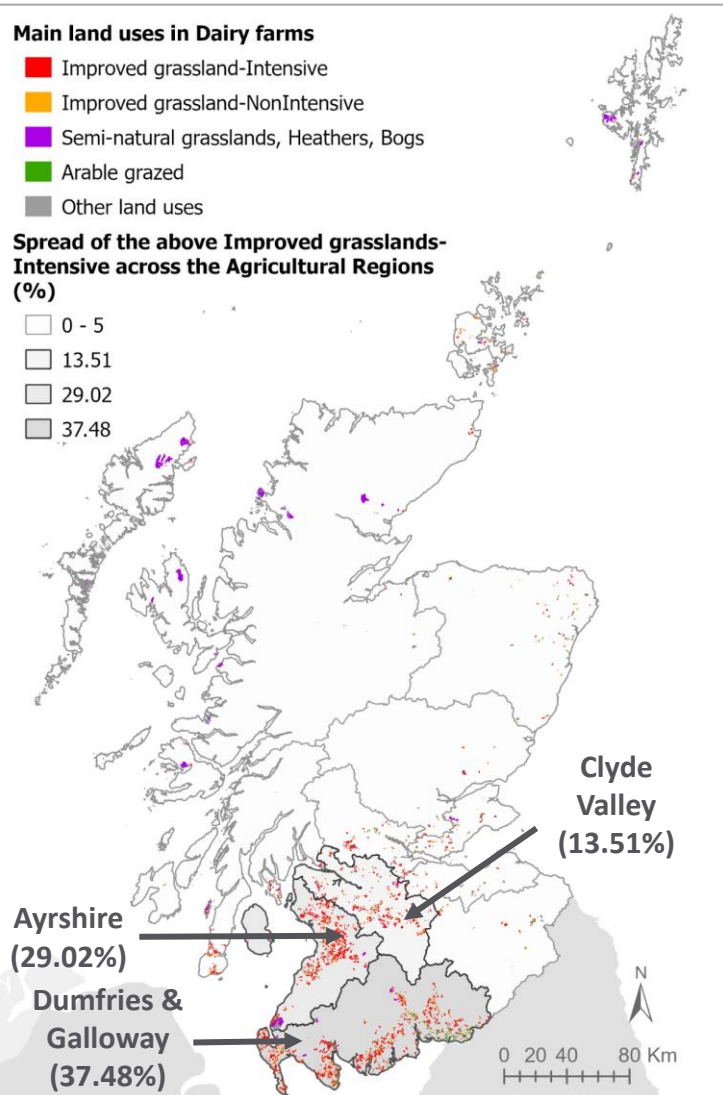 Main land uses in Dairy farms
Improved grassland-Intensive
Improved grassland-NonIntensive
Semi-natural grasslands, Heathers, Bogs
Arable grazed
Other land uses
Spread of the above Improved grasslands-
Intensive across the Agricultural Regions
(%)
0 - 5
13.51
29.02
37.48
Clyde
Valley
(13.51%)
Ayrshire
(29.02%)
Dumfries &
Galloway
(37.48%)
N
0 20 40 80 Km